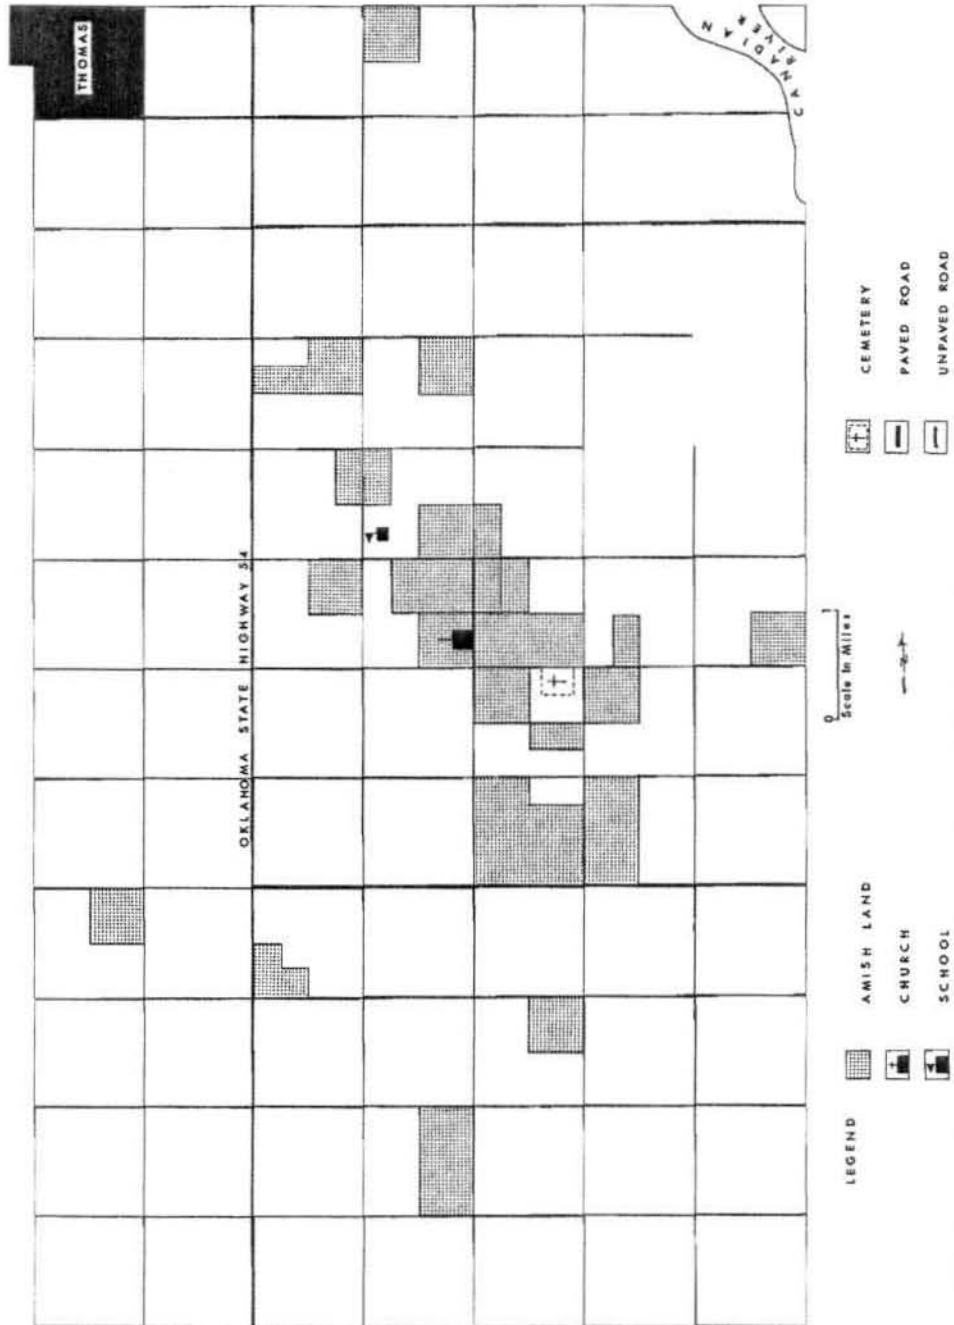 THOMAS
CANADIAN
RIVER
OKLAHOMA STATE HIGHWAY 54
0 1
Scale In Miles
N
LEGEND
AMISH LAND
CHURCH
SCHOOL
CEMETERY
PAVED ROAD
UNPAVED ROAD